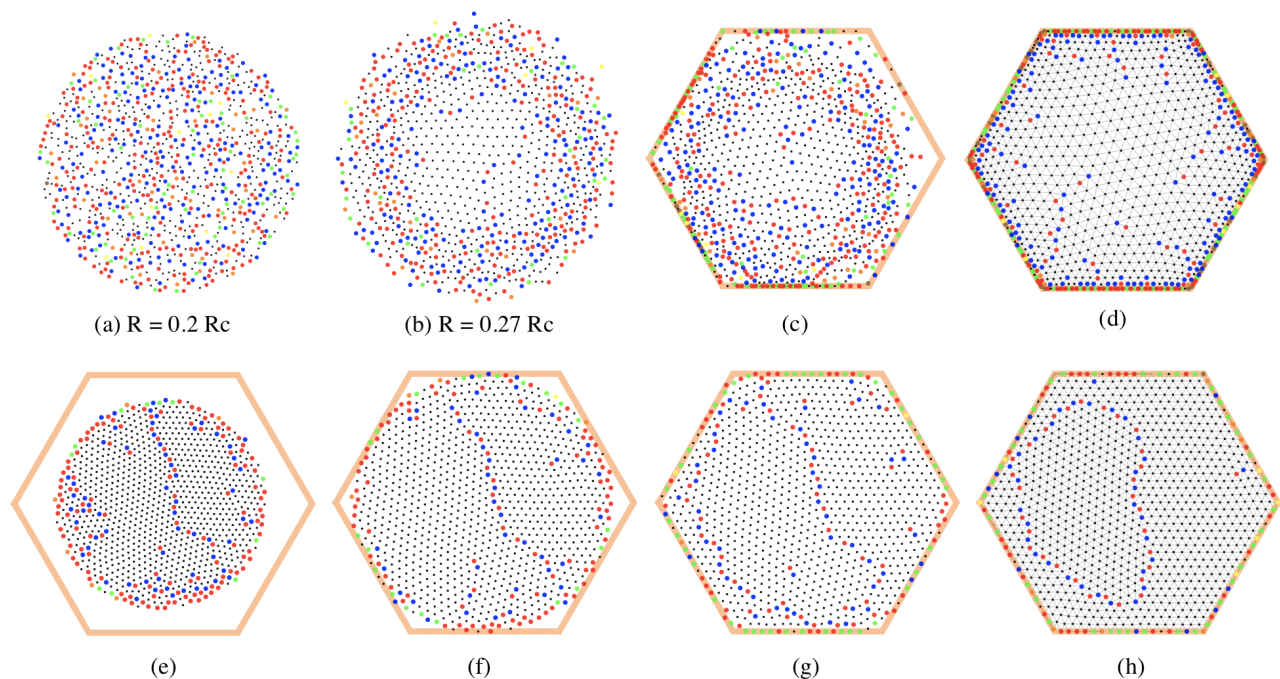 (a) R = 0.2 Rc
(b) R = 0.27 Rc
(c)
(d)
(e)
(f)
(g)
(h)